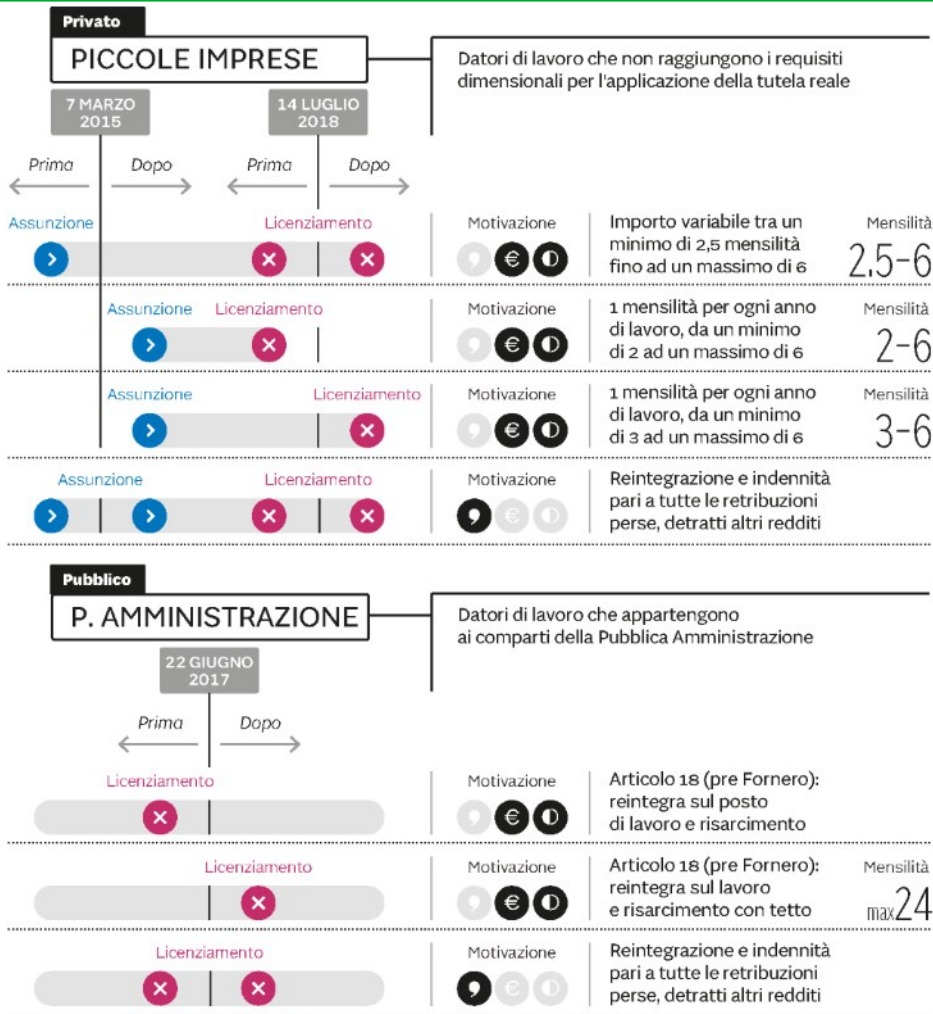 Privato
PICCOLE IMPRESE
Datori di lavoro che non raggiungono i requisiti
dimensionali per l'applicazione della tutela reale
7 MARZO
2015
14 LUGLIO
2018
Prima
Dopo
Prima
Dopo
Assunzione
Licenziamento
Motivazione
Importo variabile tra un
minimo di 2,5 mensilità
fino ad un massimo di 6
Mensilità
2,5-6
Assunzione
Licenziamento
Motivazione
1 mensilità per ogni anno
di lavoro, da un minimo
di 2 ad un massimo di 6
Mensilità
2-6
Assunzione
Licenziamento
Motivazione
1 mensilità per ogni anno
di lavoro, da un minimo
di 3 ad un massimo di 6
Mensilità
3-6
Assunzione
Licenziamento
Motivazione
Reintegrazione e indennità
pari a tutte le retribuzioni
perse, detratti altri redditi
Pubblico
P. AMMINISTRAZIONE
Datori di lavoro che appartengono
ai comparti della Pubblica Amministrazione
22 GIUGNO
2017
Prima
Dopo
Licenziamento
Motivazione
Articolo 18 (pre Fornero):
reintegra sul posto
di lavoro e risarcimento
Licenziamento
Motivazione
Articolo 18 (pre Fornero):
reintegra sul lavoro
e risarcimento con tetto
Mensilità
max24
Licenziamento
Motivazione
Reintegrazione e indennità
pari a tutte le retribuzioni
perse, detratti altri redditi